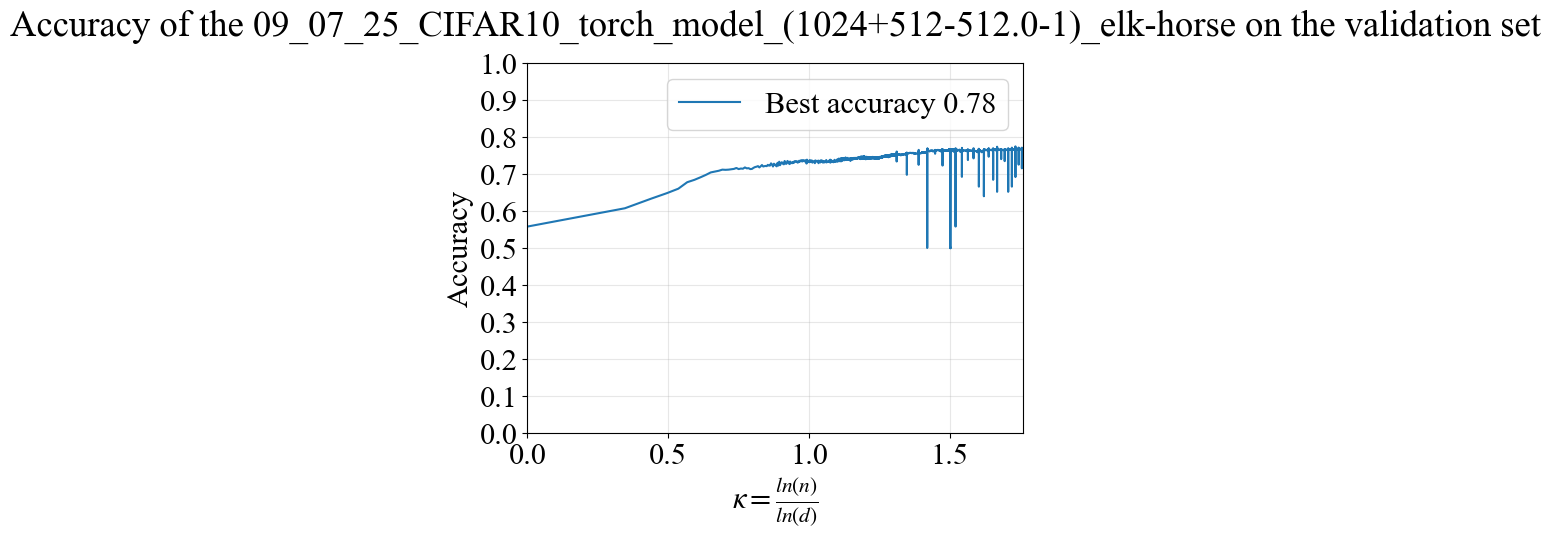 Accuracy of the 09_07_25_CIFAR10_torch_model_(1024+512-512.0-1)_elk-horse on the validation set
1.0
0.9
0.8
0.7
0.6
0.5
0.4
0.3
0.2
0.1
0.0
Accuracy
Best accuracy 0.78
0.0 0.5 1.0 1.5
κ = ln(n)/ln(d)